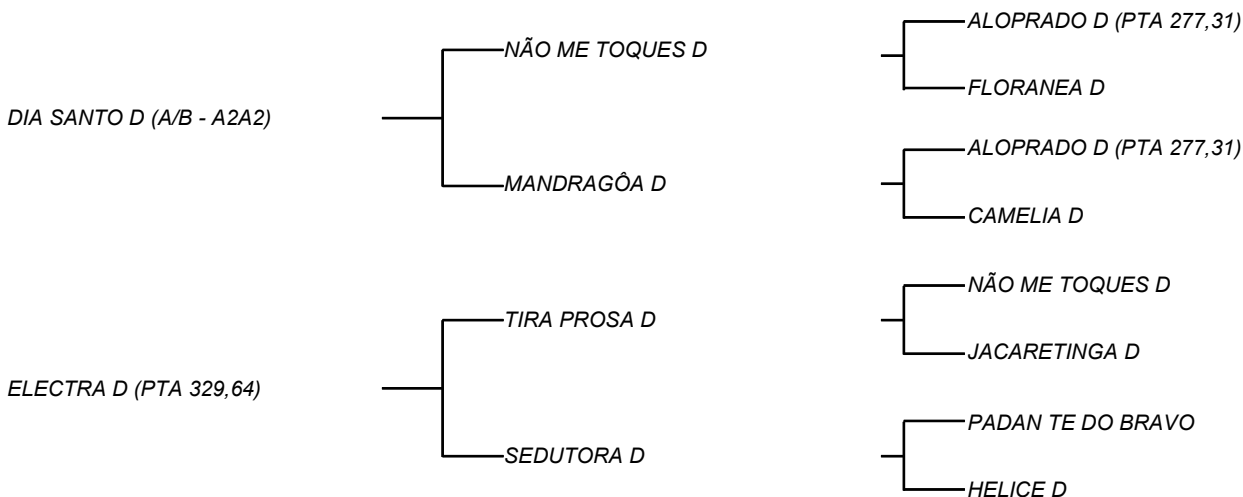 ALOPRADO D (PTA 277,31)
NÃO ME TOQUES D
FLORANEA D
DIA SANTO D (A/B - A2A2)
ALOPRADO D (PTA 277,31)
MANDRAGÔA D
CAMELIA D
NÃO ME TOQUES D
TIRA PROSA D
JACARETINGA D
ELECTRA D (PTA 329,64)
PADAN TE DO BRAVO
SEDUTORA D
HELICE D